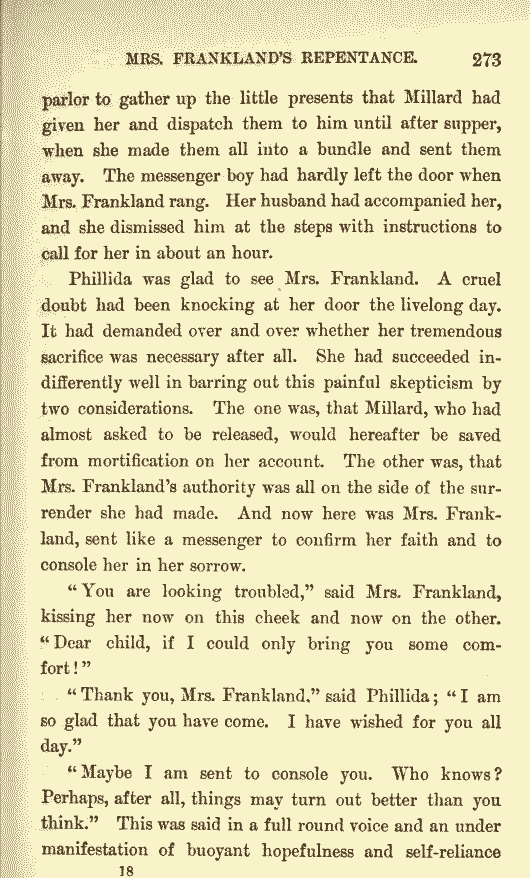 MRS. FRANKLAND'S REPENTANCE. 273
parlor to gather up the little presents that Millard had
given her and dispatch them to him until after supper,
when she made them all into a bundle and sent them
away. The messenger boy had hardly left the door when
Mrs. Frankland rang. Her husband had accompanied her,
and she dismissed him at the steps with instructions to
call for her in about an hour.
Phillida was glad to see Mrs. Frankland. A cruel
doubt had been knocking at her door the livelong day.
It had demanded over and over whether her tremendous
sacrifice was necessary after all. She had succeeded in-
differently well in barring out this painful skepticism by
two considerations. The one was, that Millard, who had
almost asked to be released, would hereafter be saved
from mortification on her account. The other was, that
Mrs. Frankland's authority was all on the side of the sur-
render she had made. And now here was Mrs. Frank-
land, sent like a messenger to confirm her faith and to
console her in her sorrow.
“You are looking troubled,” said Mrs. Frankland,
kissing her now on this cheek and now on the other.
“Dear child, if I could only bring you some com-
fort!”
“Thank you, Mrs. Frankland,” said Phillida; “I am
so glad that you have come. I have wished for you all
day.”
“Maybe I am sent to console you. Who knows?
Perhaps, after all, things may turn out better than you
think.” This was said in a full round voice and an under
manifestation of buoyant hopefulness and self-reliance
18